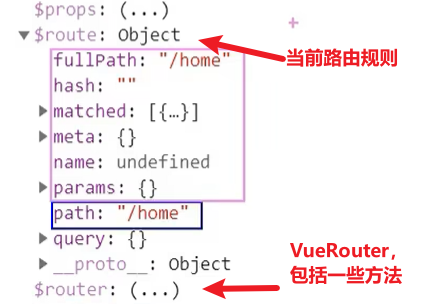 $props: (...)
▼$route: Object
fullPath: "/home"
当前路由规则
hash: ""
▶matched: [{…}]
▶meta: {}
name: undefined
▶params: {}
path: "/home"
▶query: {}
VueRouter，
▶__proto__: Object
包括一些方法
$router: (...)